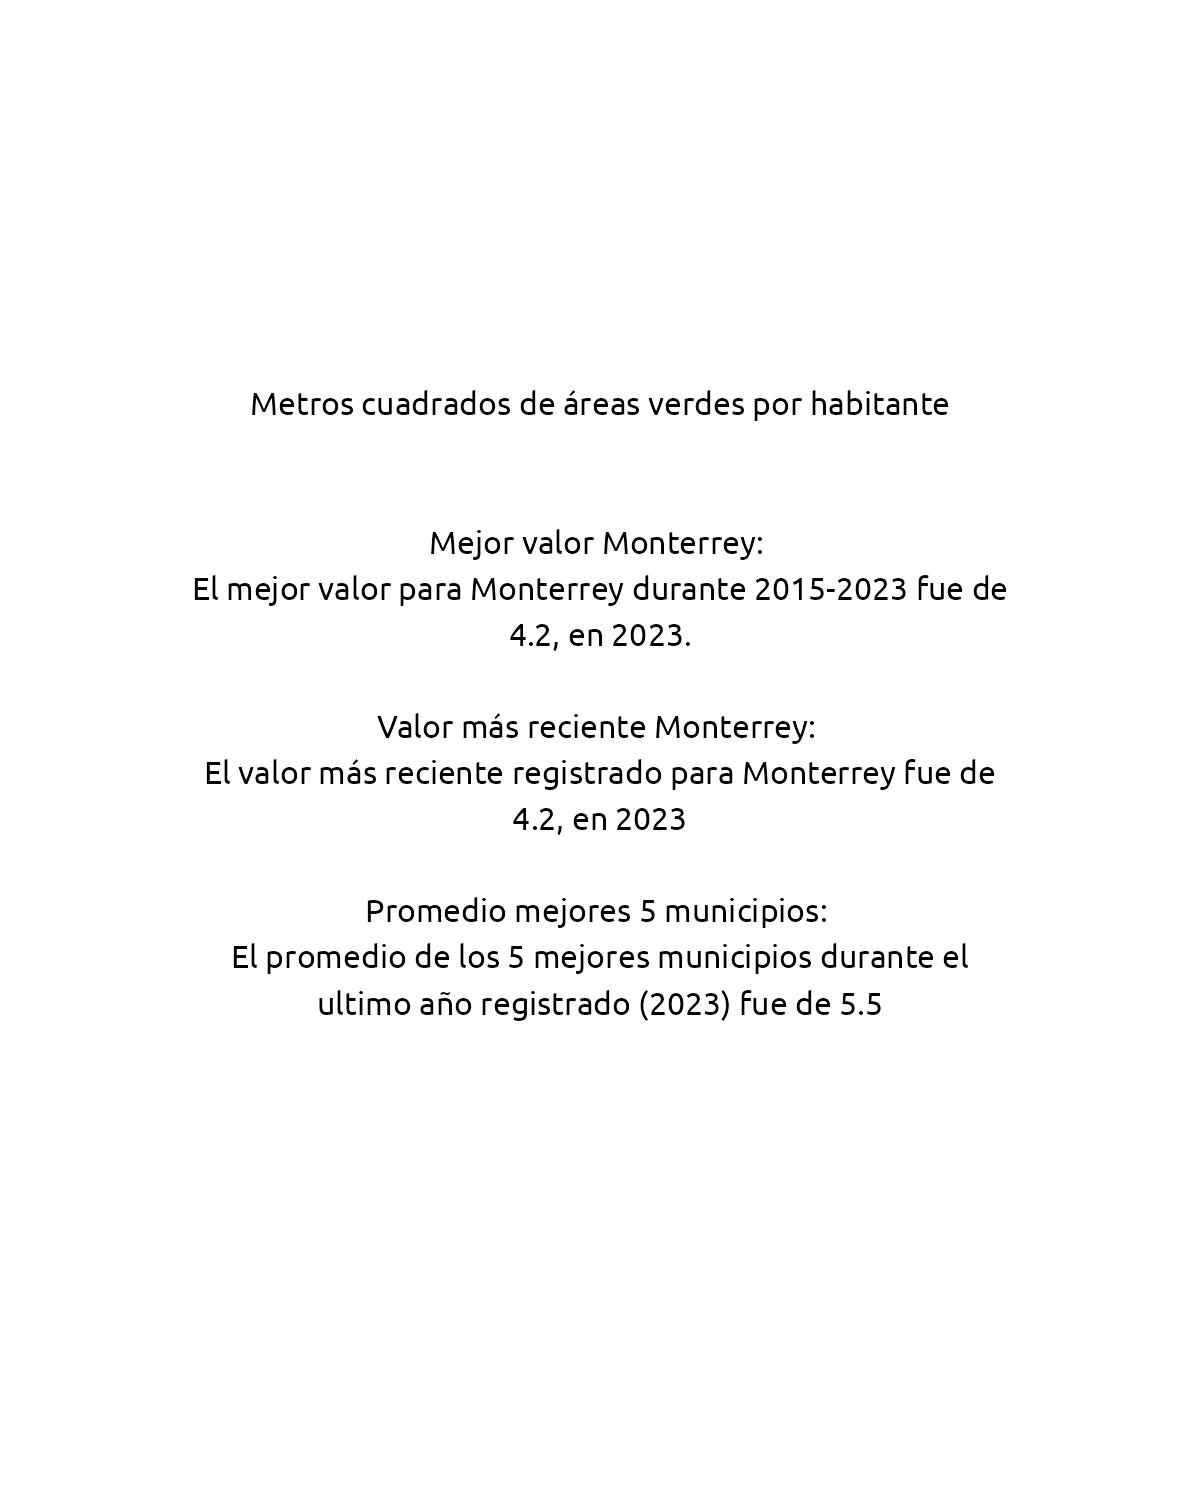 Metros cuadrados de áreas verdes por habitante
Mejor valor Monterrey:
El mejor valor para Monterrey durante 2015-2023 fue de
4.2, en 2023.
Valor más reciente Monterrey:
El valor más reciente registrado para Monterrey fue de
4.2, en 2023
Promedio mejores 5 municipios:
El promedio de los 5 mejores municipios durante el
ultimo año registrado (2023) fue de 5.5